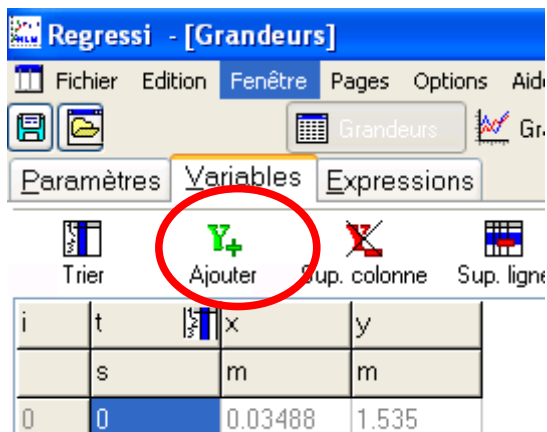 Regressi - [Grandeurs]
Fichier Edition Fenêtre Pages Options Aide
Grandeurs
Paramètres Variables Expressions
Trier Ajouter Sup. colonne Sup. ligne
i t x y
s m m
0 0 0.03488 1.535